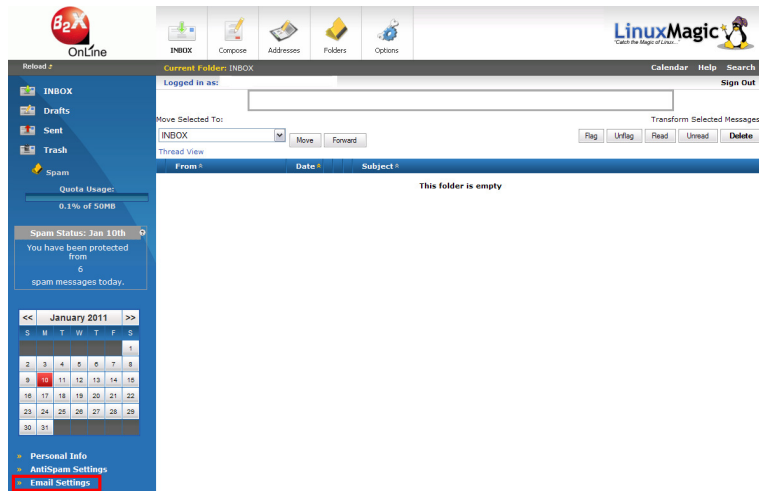 B2X
OnLine
INBOX
Compose
Addresses
Folders
Options
LinuxMagic
"Catch the Magic of Linux..."
Reload
Current Folder: INBOX
Calendar Help Search
Logged in as:
Sign Out
INBOX
Drafts
Sent
Trash
Spam
Quota Usage:
0.1% of 50MB
Move Selected To:
Transform Selected Messages
INBOX
Move Forward
Flag Unflag Read Unread Delete
Thread View
From Date Subject
This folder is empty
Spam Status: Jan 10th
You have been protected
from
6
spam messages today.
<< January 2011 >>
S M T W T F S
1
2 3 4 5 6 7 8
9 10 11 12 13 14 15
16 17 18 19 20 21 22
23 24 25 26 27 28 29
30 31
» Personal Info
» AntiSpam Settings
» Email Settings